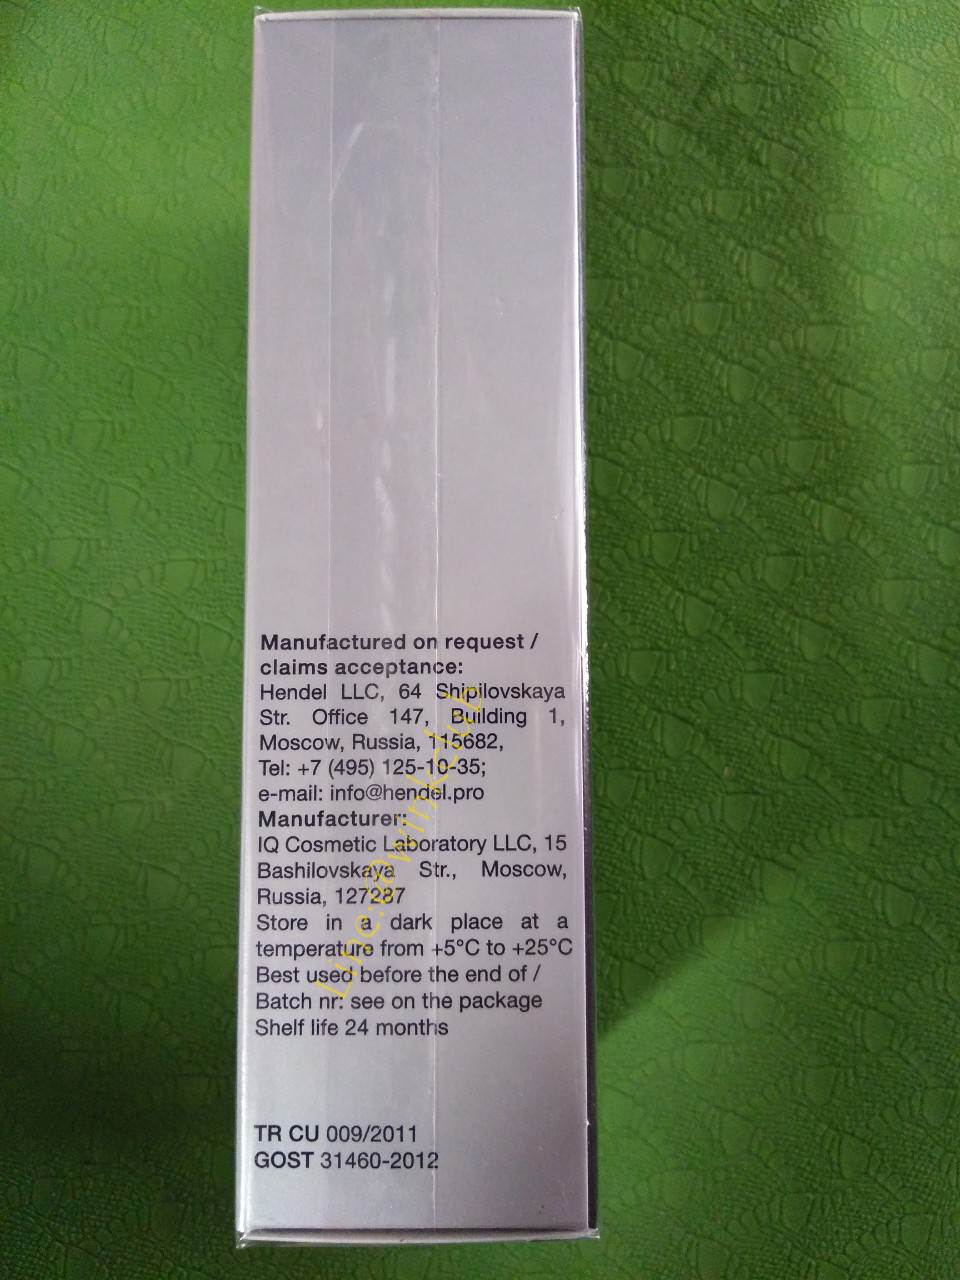 Manufactured on request /
claims acceptance:
Hendel LLC, 64 Shipilovskaya
Str. Office 147, Building 1,
Moscow, Russia, 115682,
Tel: +7 (495) 125-10-35;
e-mail: info@hendel.pro
Manufacturer:
IQ Cosmetic Laboratory LLC, 15
Bashilovskaya Str., Moscow,
Russia, 127287
Store in a dark place at a
temperature from +5°C to +25°C
Best used before the end of /
Batch nr: see on the package
Shelf life 24 months
TR CU 009/2011
GOST 31460-2012